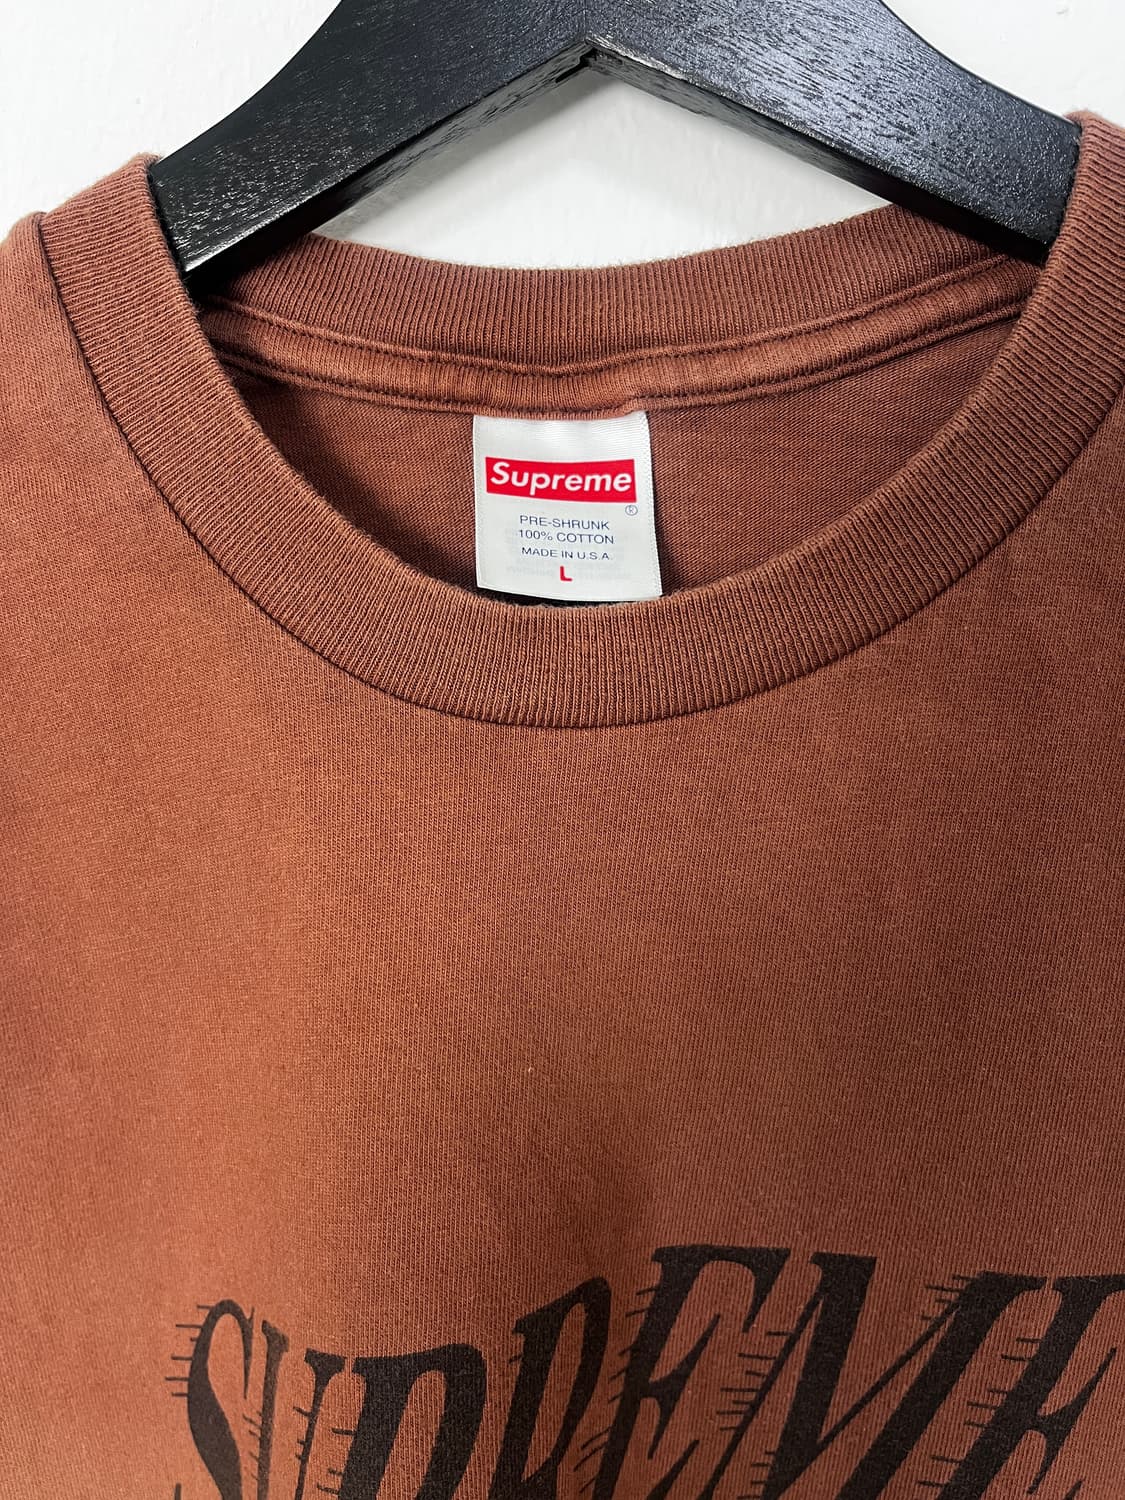 Supreme
®
PRE-SHRUNK
100% COTTON
MADE IN U.S.A.
L
SUPREME